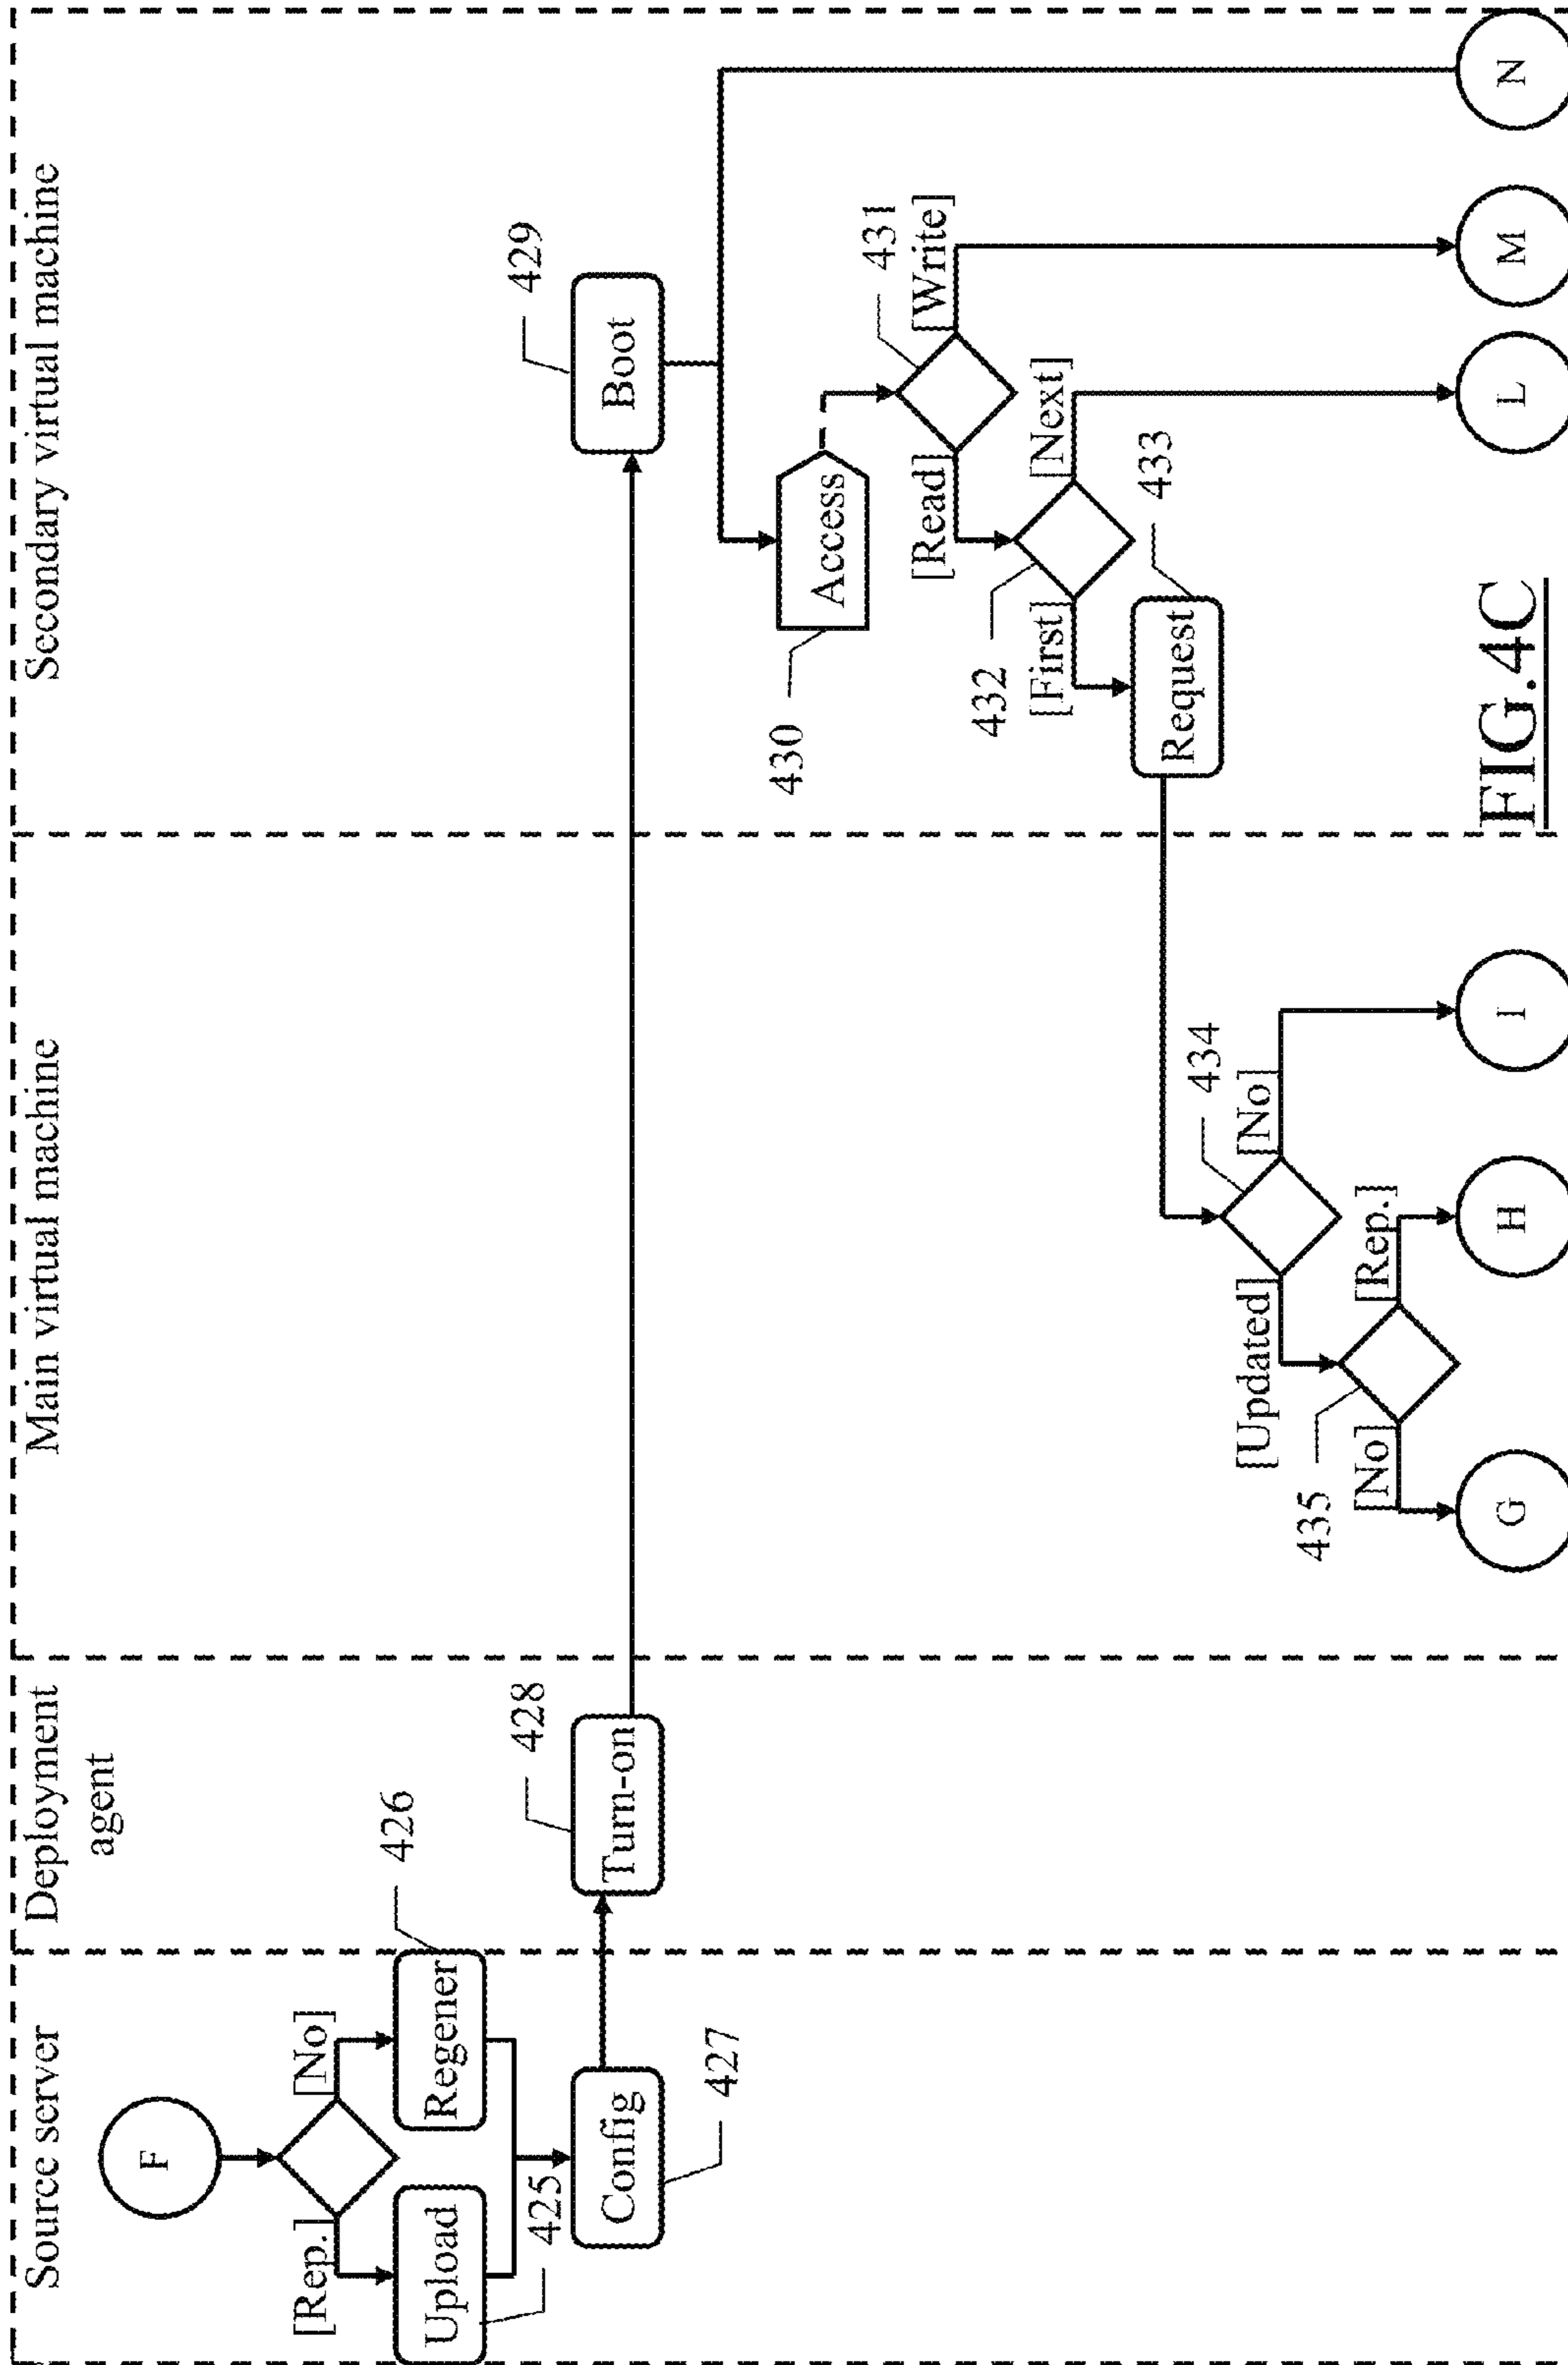 Source server
Deployment
agent
Main virtual machine
Secondary virtual machine
F
[Rep.]
[No]
Upload
Regener
426
425
Config
427
428
Turn-on
429
Boot
430
Access
431
[Read]
[Write]
432
[First]
[Next]
433
Request
434
[Updated]
[No]
435
[No]
[Rep.]
G
H
I
L
M
N
FIG.4C